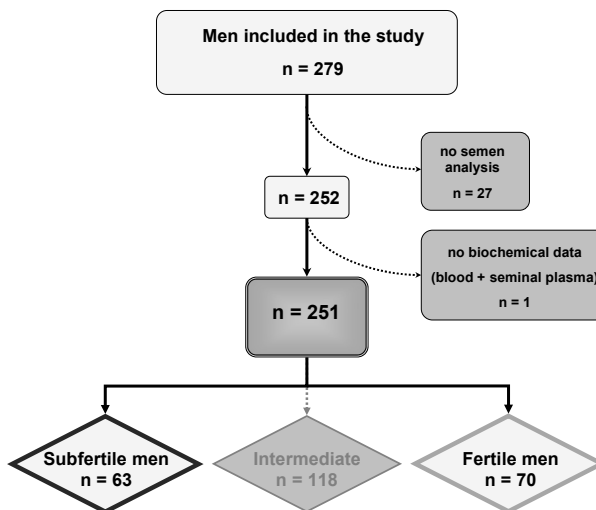 Men included in the study
n = 279
no semen
analysis
n = 27
n = 252
no biochemical data
(blood + seminal plasma)
n = 1
n = 251
Subfertile men
n = 63
Intermediate
n = 118
Fertile men
n = 70